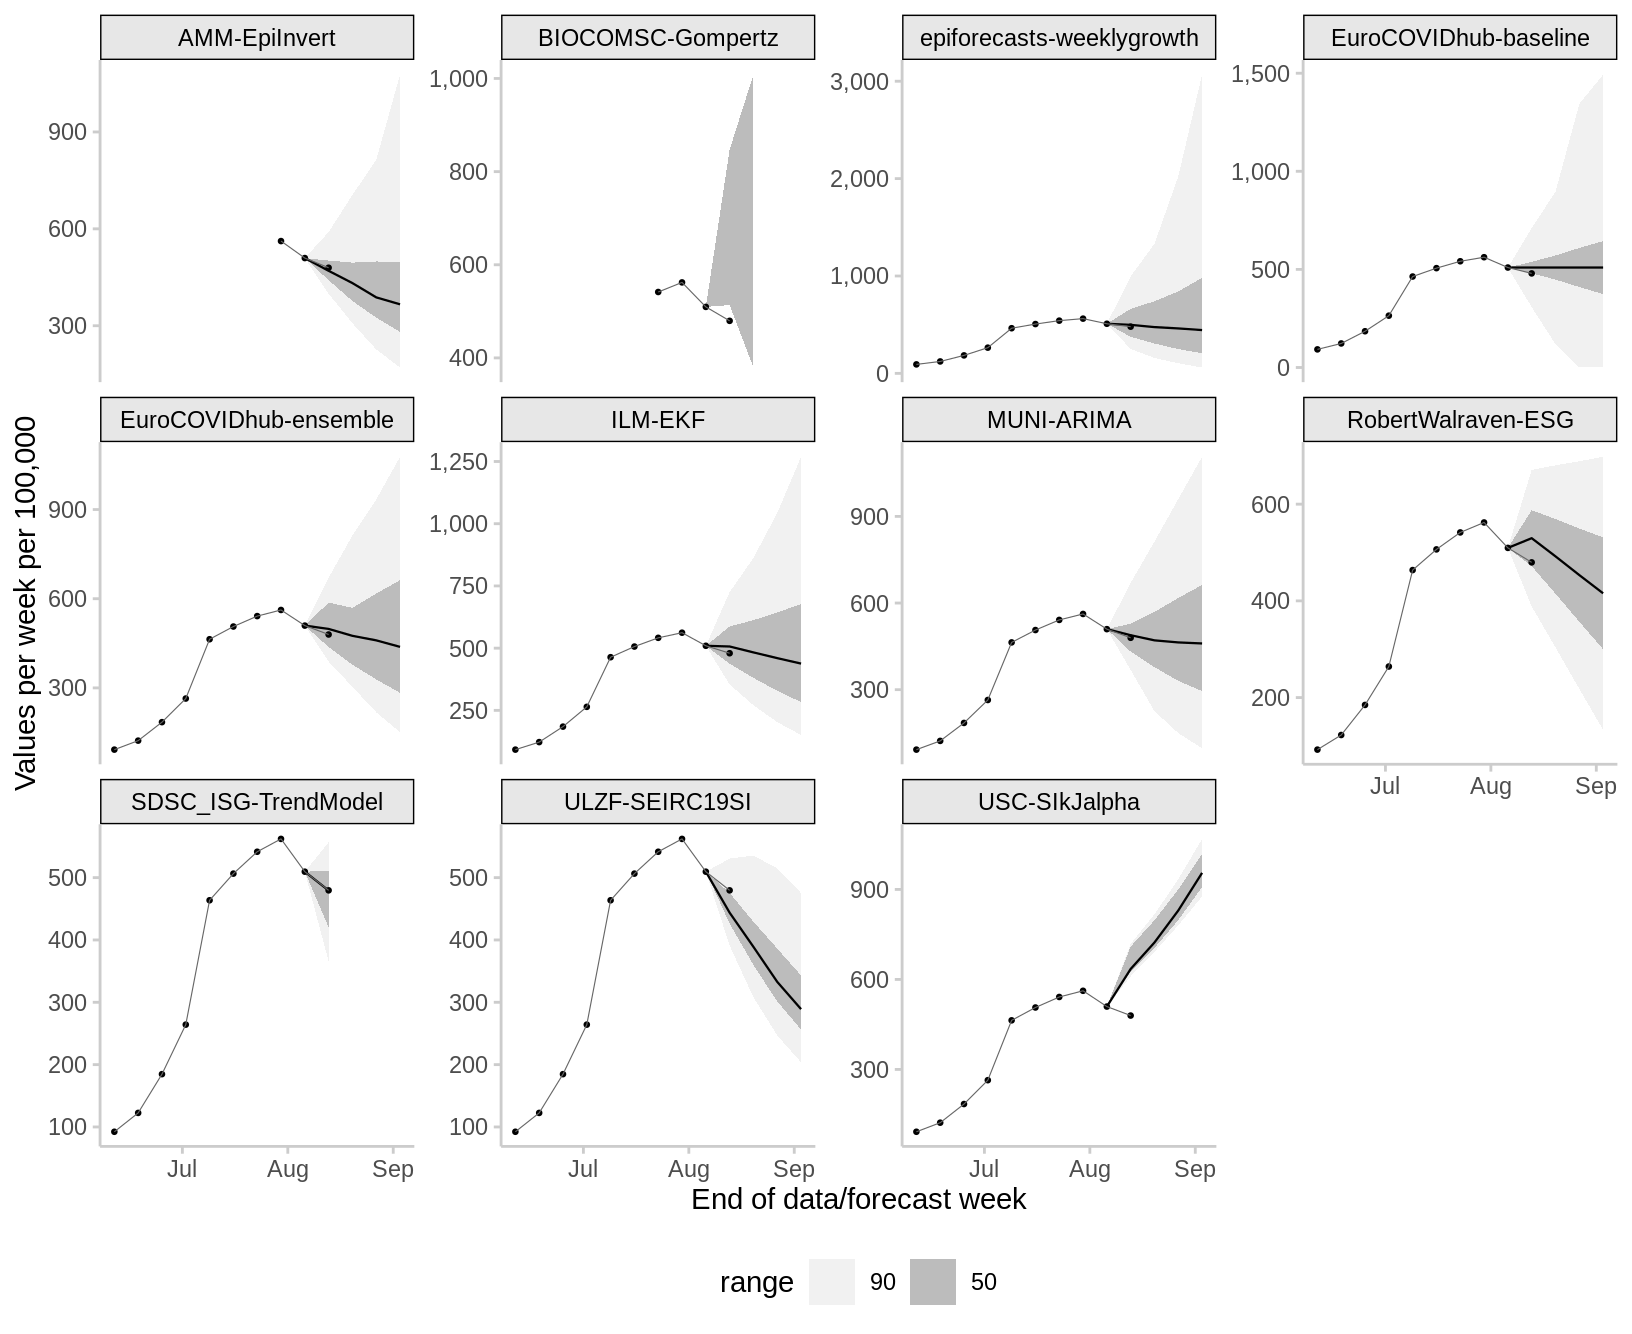 AMM-EpiInvert
BIOCOMSC-Gompertz
epiforecasts-weeklygrowth
EuroCOVIDhub-baseline
900
600
300
1,000
800
600
400
3,000
2,000
1,000
0
1,500
1,000
500
0
EuroCOVIDhub-ensemble
ILM-EKF
MUNI-ARIMA
RobertWalraven-ESG
900
600
300
1,250
1,000
750
500
250
900
600
300
600
400
200
Jul Aug Sep
SDSC_ISG-TrendModel
ULZF-SEIRC19SI
USC-SIkJalpha
500
400
300
200
100
500
400
300
200
100
900
600
300
Jul Aug Sep
Jul Aug Sep
Jul Aug Sep
Values per week per 100,000
End of data/forecast week
range 90 50